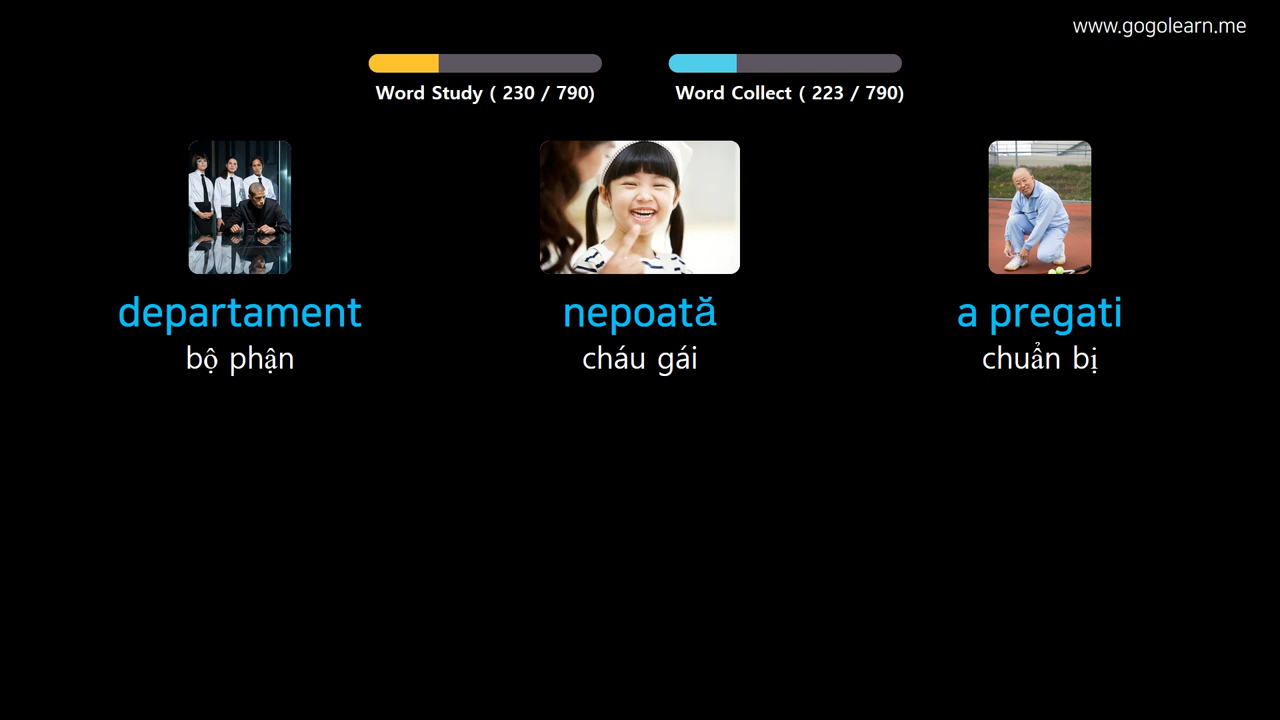 www.gogolearn.me
Word Study ( 230 / 790)
Word Collect ( 223 / 790)
departament
nepoată
a pregati
bộ phận
cháu gái
chuẩn bị